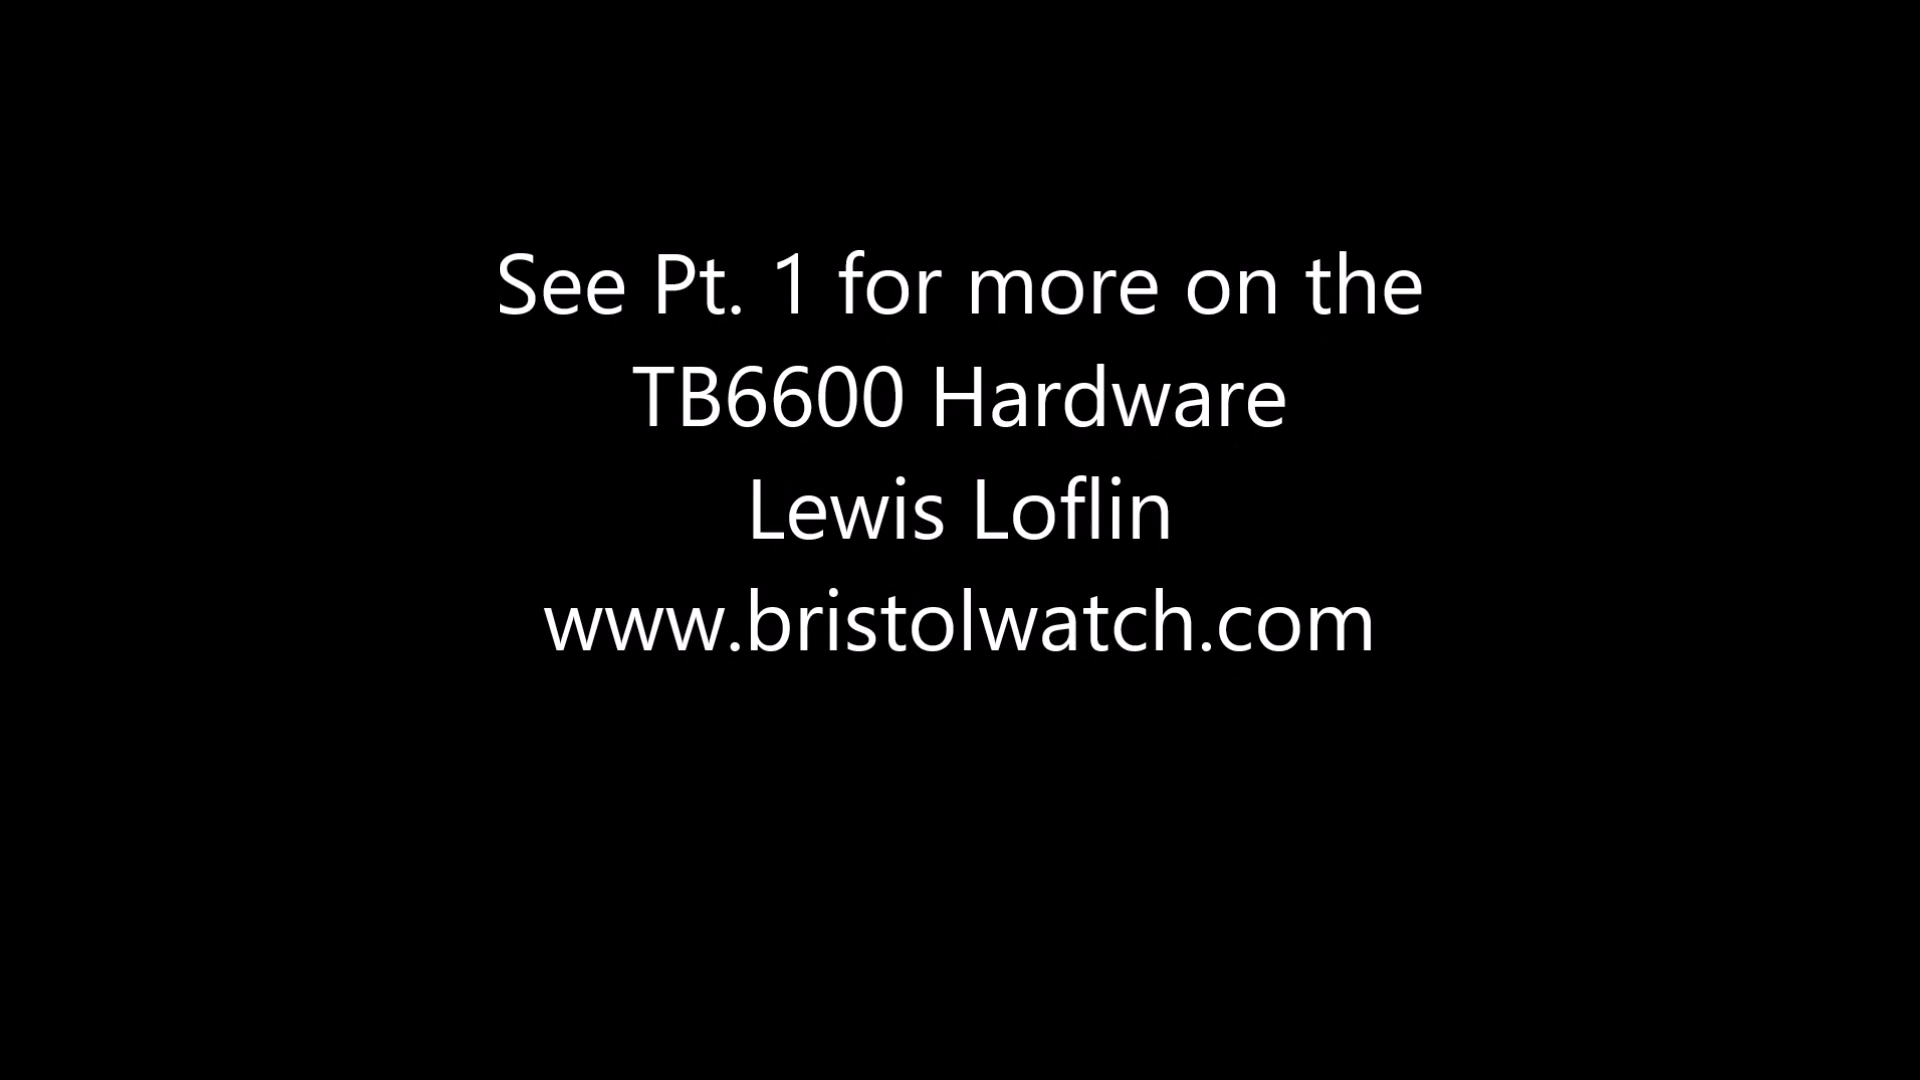 See Pt. 1 for more on the
TB6600 Hardware
Lewis Loflin
www.bristolwatch.com